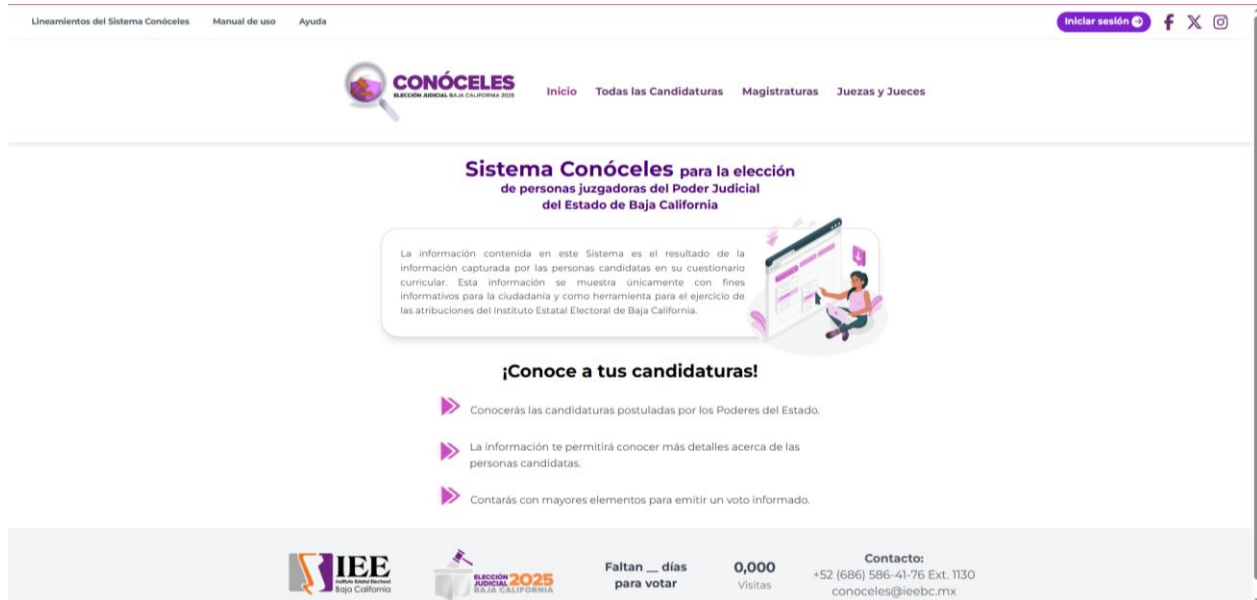 Lineamientos del Sistema Conóceles Manual de uso Ayuda Iniciar sesión
CONÓCELES
ELECCIÓN JUDICIAL BAJA CALIFORNIA 2025
Inicio Todas las Candidaturas Magistraturas Juezas y Jueces
Sistema Conóceles para la elección
de personas juzgadoras del Poder Judicial
del Estado de Baja California
La información contenida en este Sistema es el resultado de la
información capturada por las personas candidatas en su cuestionario
curricular. Esta información se muestra únicamente con fines
informativos para la ciudadanía y como herramienta para el ejercicio de
las atribuciones del Instituto Estatal Electoral de Baja California.
¡Conoce a tus candidaturas!
Conocerás las candidaturas postuladas por los Poderes del Estado.
La información te permitirá conocer más detalles acerca de las
personas candidatas.
Contarás con mayores elementos para emitir un voto informado.
IEE
Instituto Estatal Electoral
Baja California
ELECCIÓN
JUDICIAL 2025
BAJA CALIFORNIA
Faltan __ días
para votar
0,000
Visitas
Contacto:
+52 (686) 586-41-76 Ext. 1130
conoceles@ieebc.mx